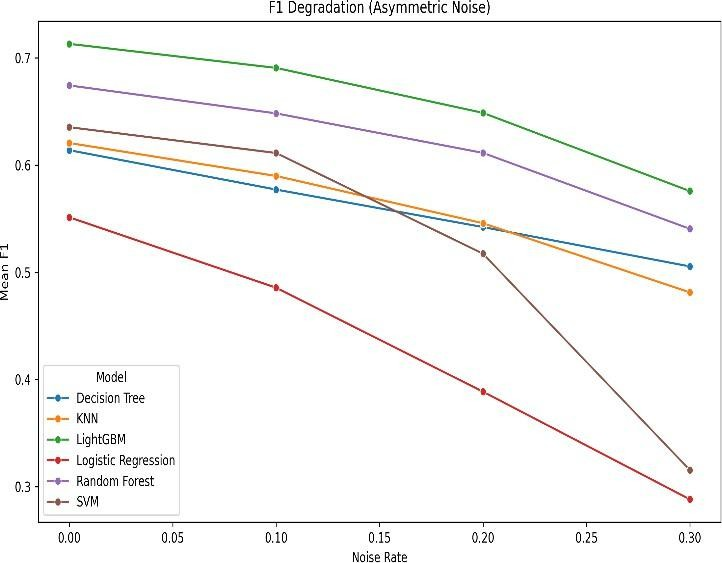 F1 Degradation (Asymmetric Noise)
0.7
0.6
0.5
0.4
0.3
Mean F1
Model
Decision Tree
KNN
LightGBM
Logistic Regression
Random Forest
SVM
0.00 0.05 0.10 0.15 0.20 0.25 0.30
Noise Rate